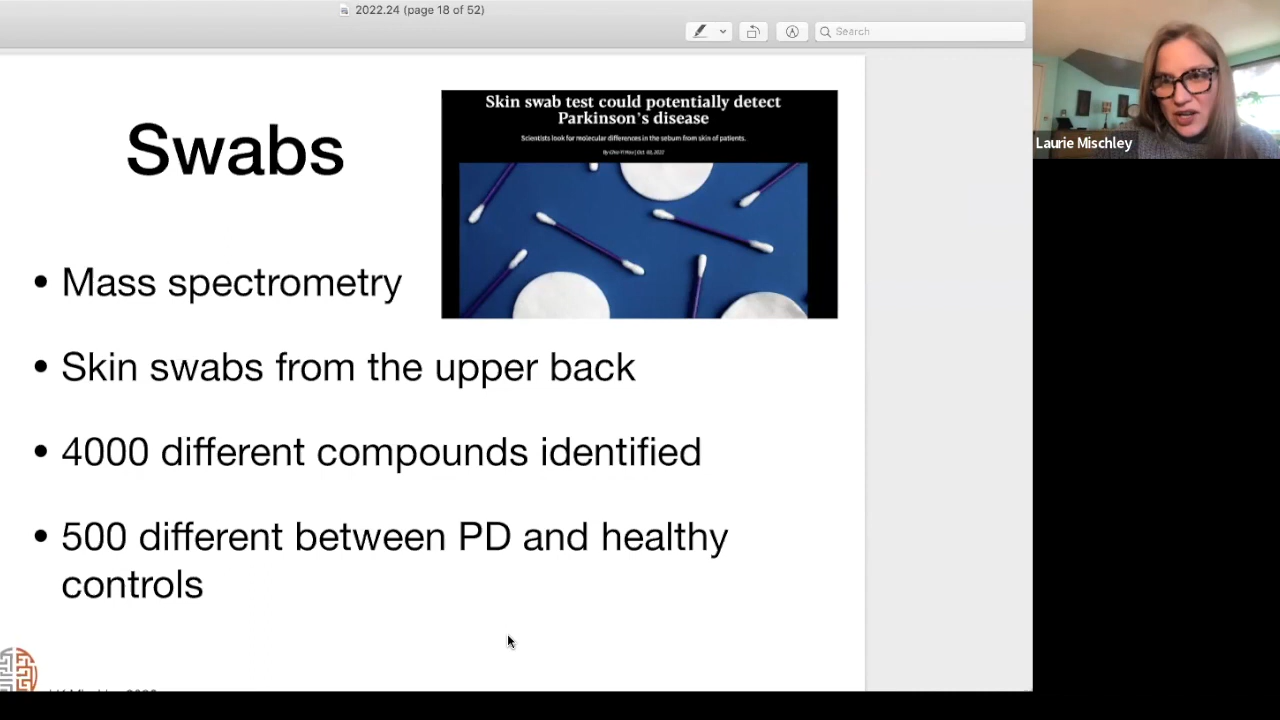 2022.24 (page 18 of 52)
Search
Laurie Mischley
Swabs
Skin swab test could potentially detect
Parkinson's disease
Scientists look for molecular differences in the sebum from skin of patients.
• Mass spectrometry
• Skin swabs from the upper back
• 4000 different compounds identified
• 500 different between PD and healthy
controls